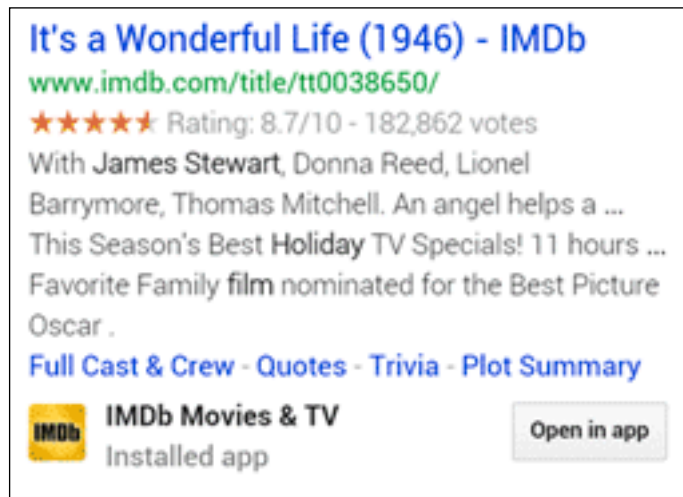 It's a Wonderful Life (1946) - IMDb
www.imdb.com/title/tt0038650/
Rating: 8.7/10 - 182,862 votes
With James Stewart, Donna Reed, Lionel
Barrymore, Thomas Mitchell. An angel helps a ...
This Season's Best Holiday TV Specials! 11 hours ...
Favorite Family film nominated for the Best Picture
Oscar .
Full Cast & Crew - Quotes - Trivia - Plot Summary
IMDb
IMDb Movies & TV
Installed app
Open in app